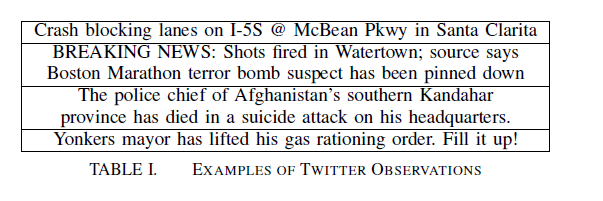 Crash blocking lanes on I-5S @ McBean Pkwy in Santa Clarita
BREAKING NEWS: Shots fired in Watertown; source says
Boston Marathon terror bomb suspect has been pinned down
The police chief of Afghanistan's southern Kandahar
province has died in a suicide attack on his headquarters.
Yonkers mayor has lifted his gas rationing order. Fill it up!
TABLE I. EXAMPLES OF TWITTER OBSERVATIONS